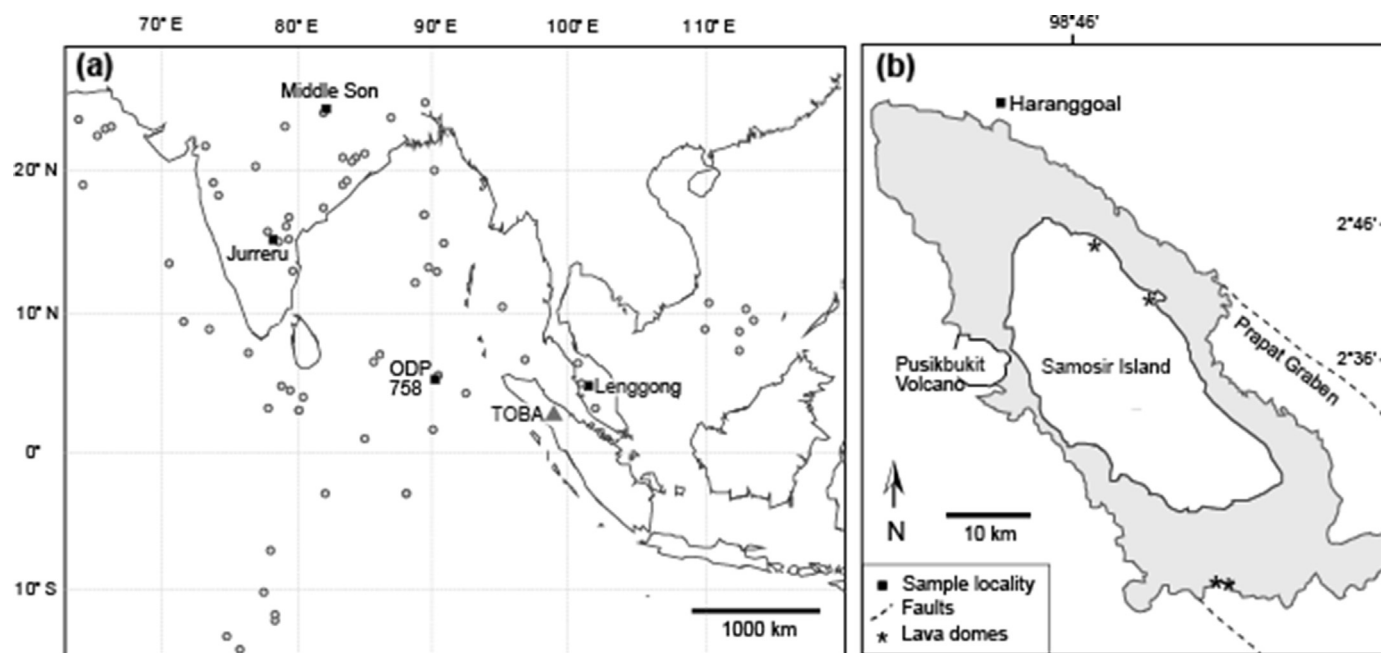 70° E 80° E 90° E 100° E 110° E
(a)
Middle Son
20° N
Jurreru
10° N
ODP
758
Lenggong
TOBA
0°
10° S
1000 km
98°46'
(b)
Haranggoal
2°46'
Prapat Graben
2°36'
Pusikbukit
Volcano
Samosir Island
N
10 km
Sample locality
Faults
Lava domes